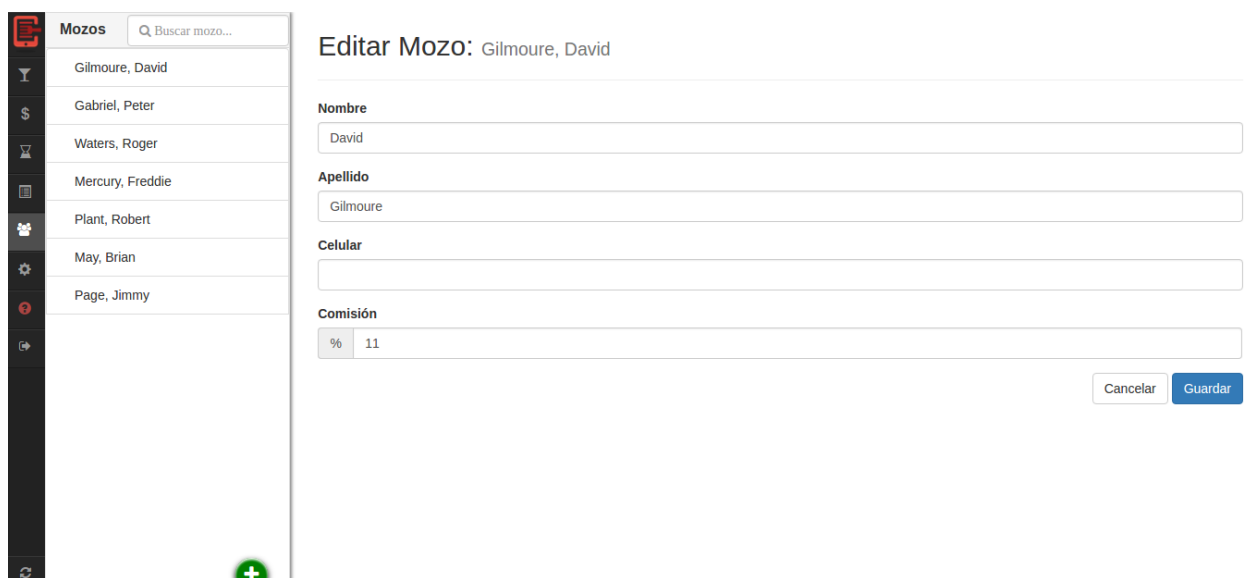 Mozos
Buscar mozo...
Gilmoure, David
Gabriel, Peter
Waters, Roger
Mercury, Freddie
Plant, Robert
May, Brian
Page, Jimmy
Editar Mozo: Gilmoure, David
Nombre
David
Apellido
Gilmoure
Celular
Comisión
% 11
Cancelar Guardar